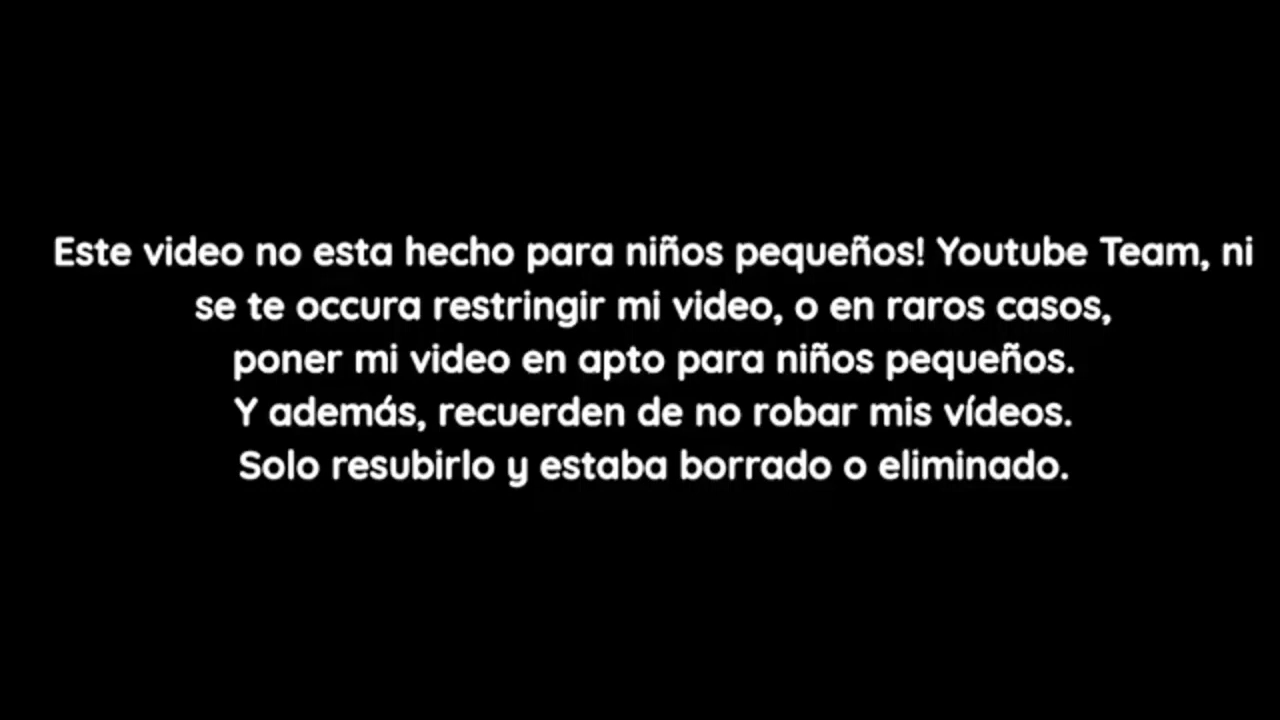 Este video no esta hecho para niños pequeños! Youtube Team, ni
se te occura restringir mi video, o en raros casos,
poner mi video en apto para niños pequeños.
Y además, recuerden de no robar mis vídeos.
Solo resubirlo y estaba borrado o eliminado.